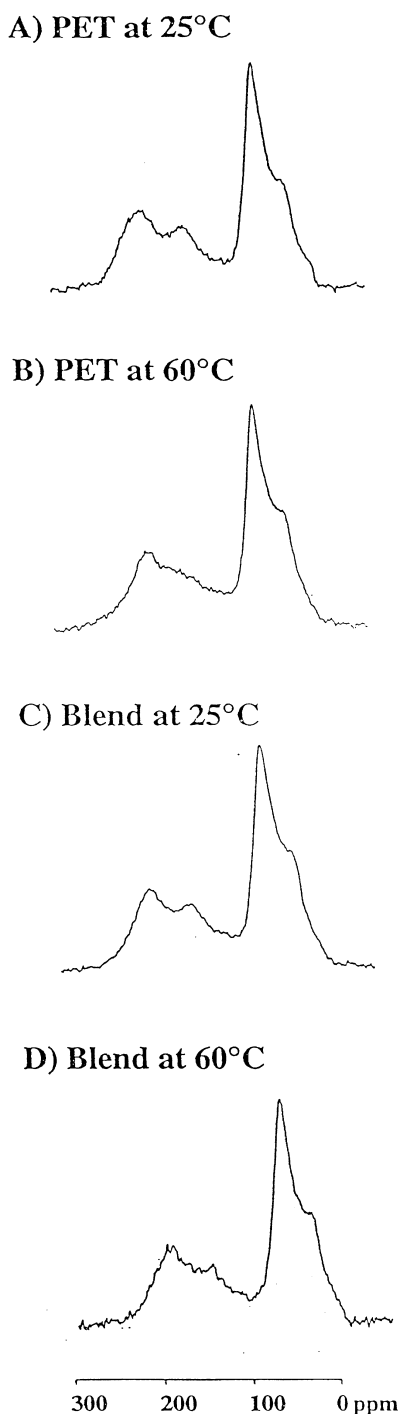 A) PET at 25°C
B) PET at 60°C
C) Blend at 25°C
D) Blend at 60°C
300 200 100 0 ppm